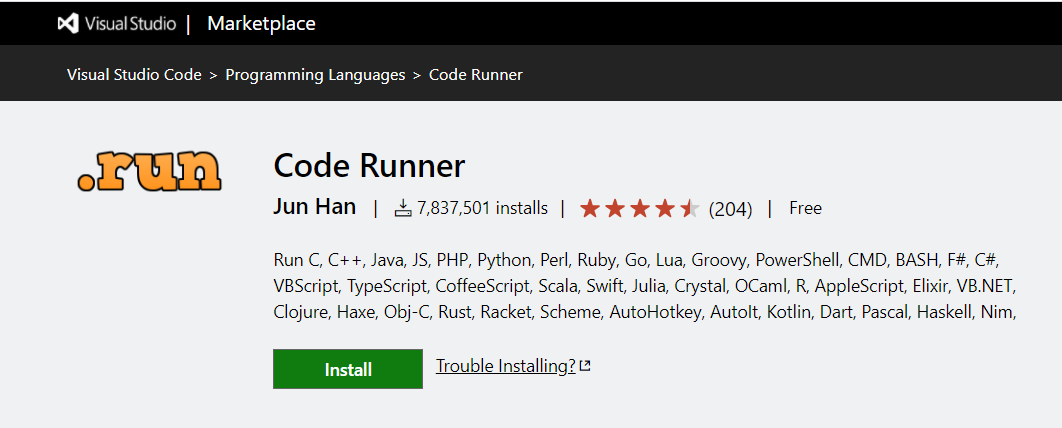 Visual Studio | Marketplace
Visual Studio Code > Programming Languages > Code Runner
.run
Code Runner
Jun Han | 7,837,501 installs | (204) | Free
Run C, C++, Java, JS, PHP, Python, Perl, Ruby, Go, Lua, Groovy, PowerShell, CMD, BASH, F#, C#,
VBScript, TypeScript, CoffeeScript, Scala, Swift, Julia, Crystal, OCaml, R, AppleScript, Elixir, VB.NET,
Clojure, Haxe, Obj-C, Rust, Racket, Scheme, AutoHotkey, AutoIt, Kotlin, Dart, Pascal, Haskell, Nim,
Install Trouble Installing?